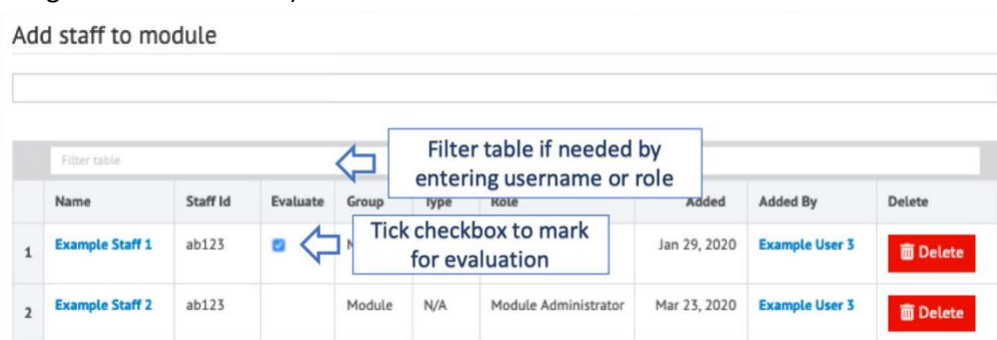 Add staff to module
Filter table
Filter table if needed by
entering username or role
Name Staff Id Evaluate Group Type Role Added Added By Delete
1 Example Staff 1 ab123 Jan 29, 2020 Example User 3 Delete
Tick checkbox to mark
for evaluation
2 Example Staff 2 ab123 Module N/A Module Administrator Mar 23, 2020 Example User 3 Delete